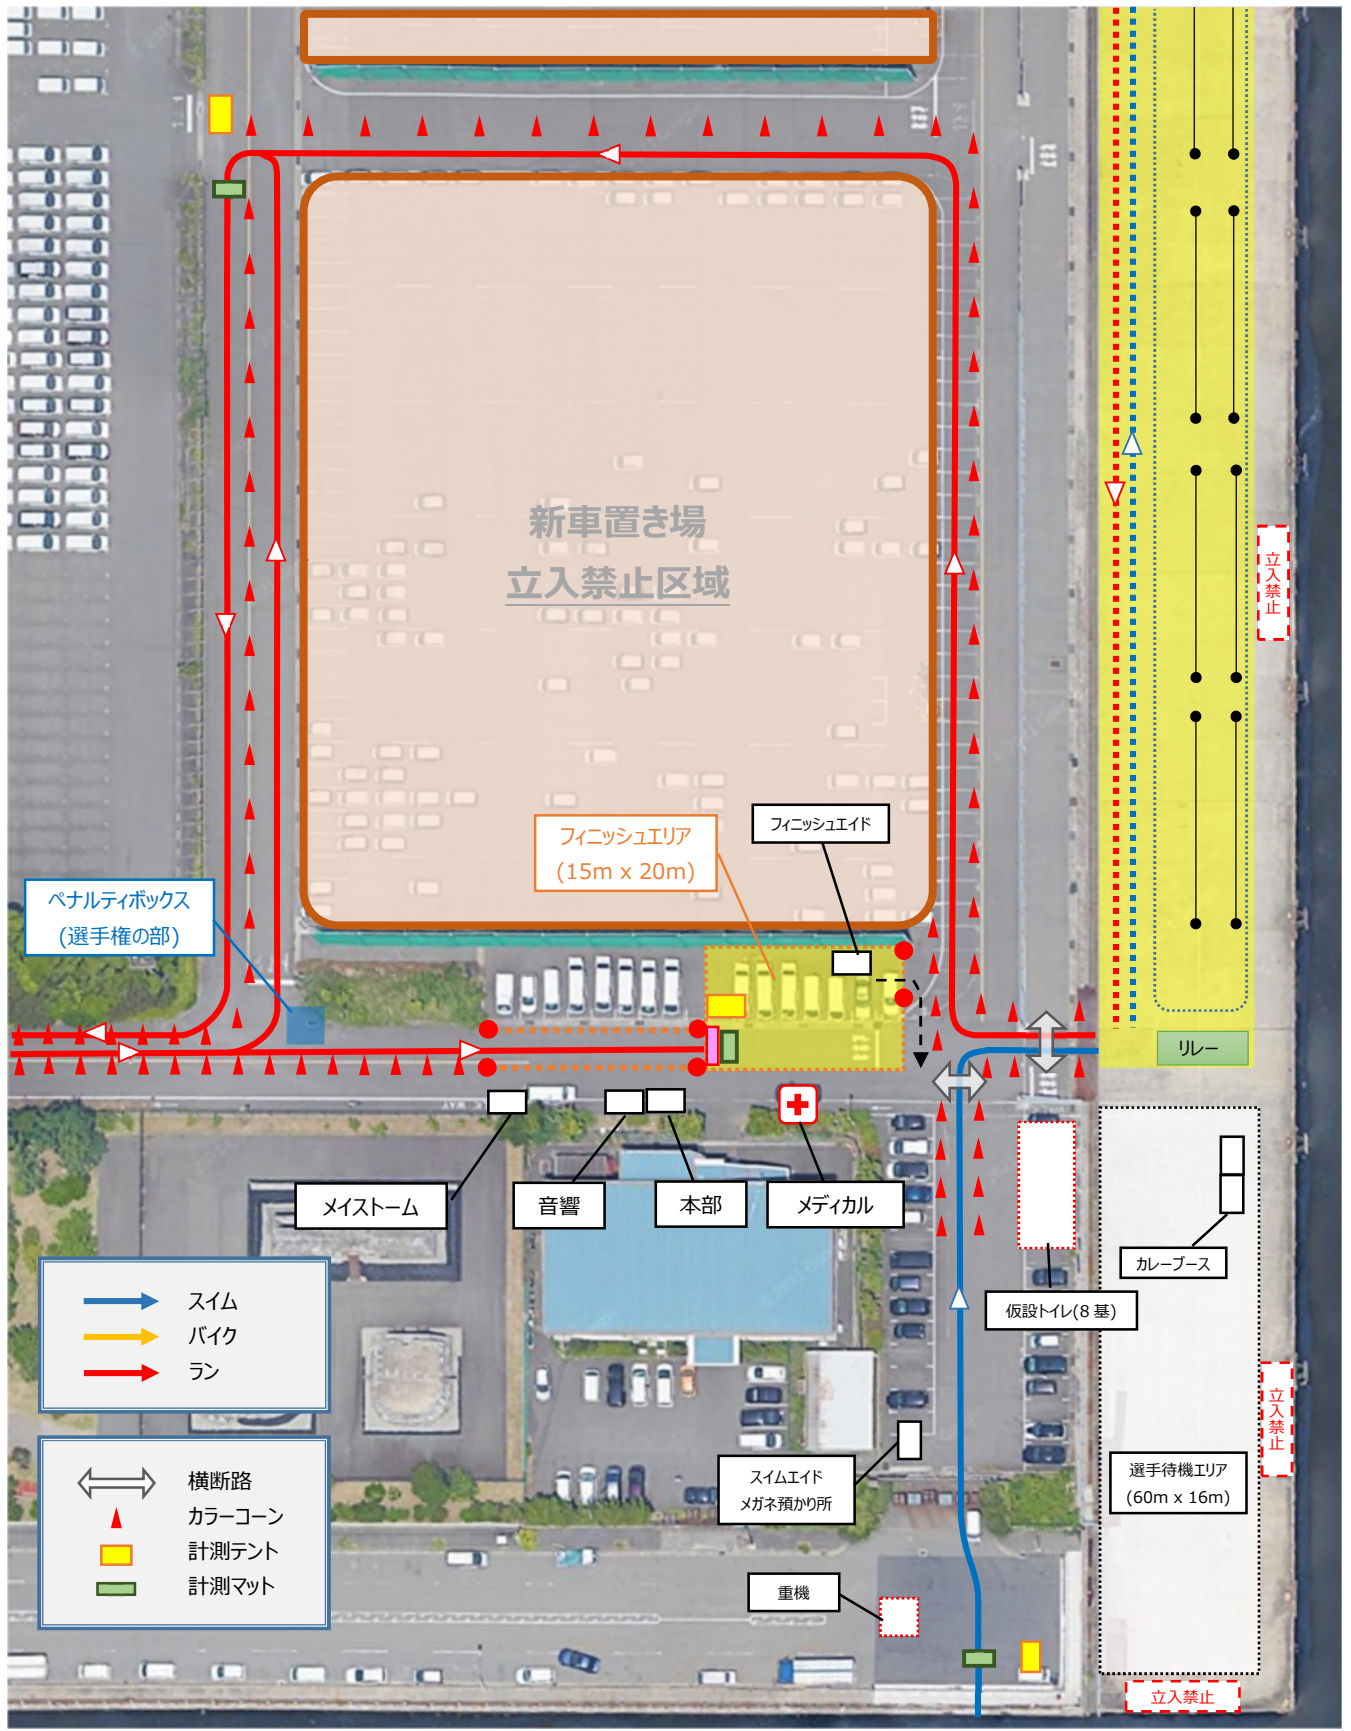 新車置き場
立入禁止区域
立入禁止
フィニッシュエイド
フィニッシュエリア
(15m x 20m)
ペナルティボックス
(選手権の部)
リレー
メイストーム
音響
本部
メディカル
カレーブース
仮設トイレ(8 基)
スイム
バイク
ラン
立入禁止
横断路
カラーコーン
計測テント
計測マット
スイムエイド
メガネ預かり所
選手待機エリア
(60m x 16m)
重機
立入禁止